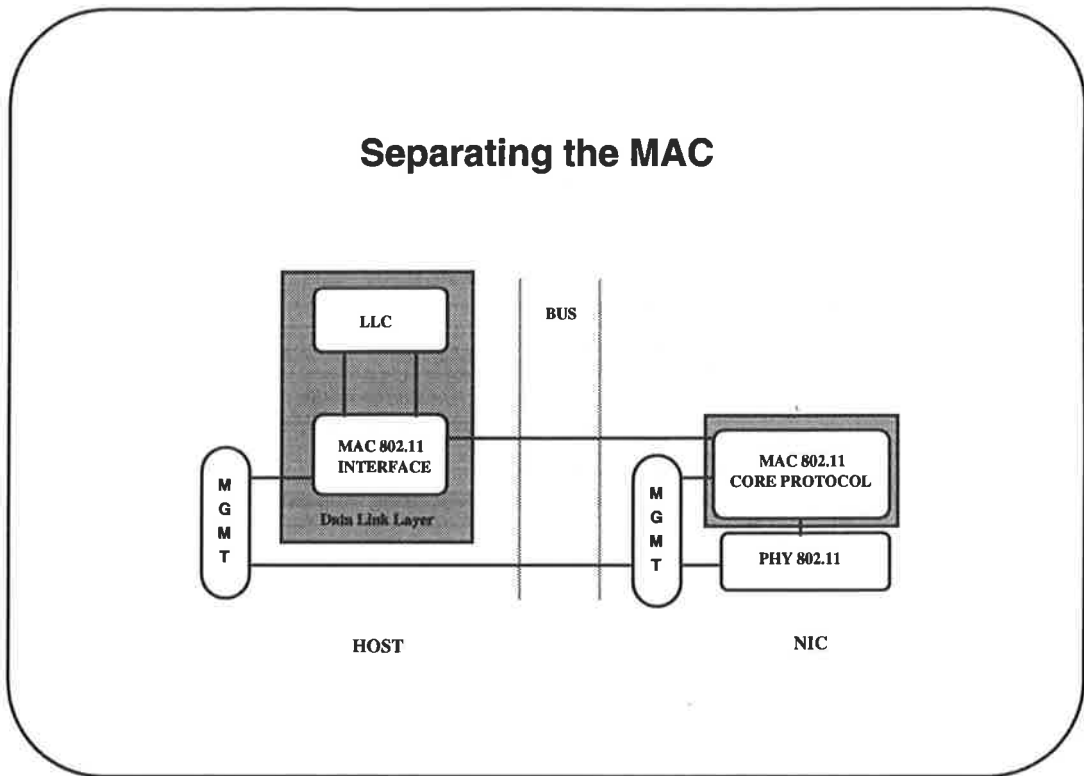 Separating the MAC
LLC
BUS
MAC 802.11
INTERFACE
Data Link Layer
M
G
M
T
MAC 802.11
CORE PROTOCOL
M
G
M
T
PHY 802.11
HOST
NIC